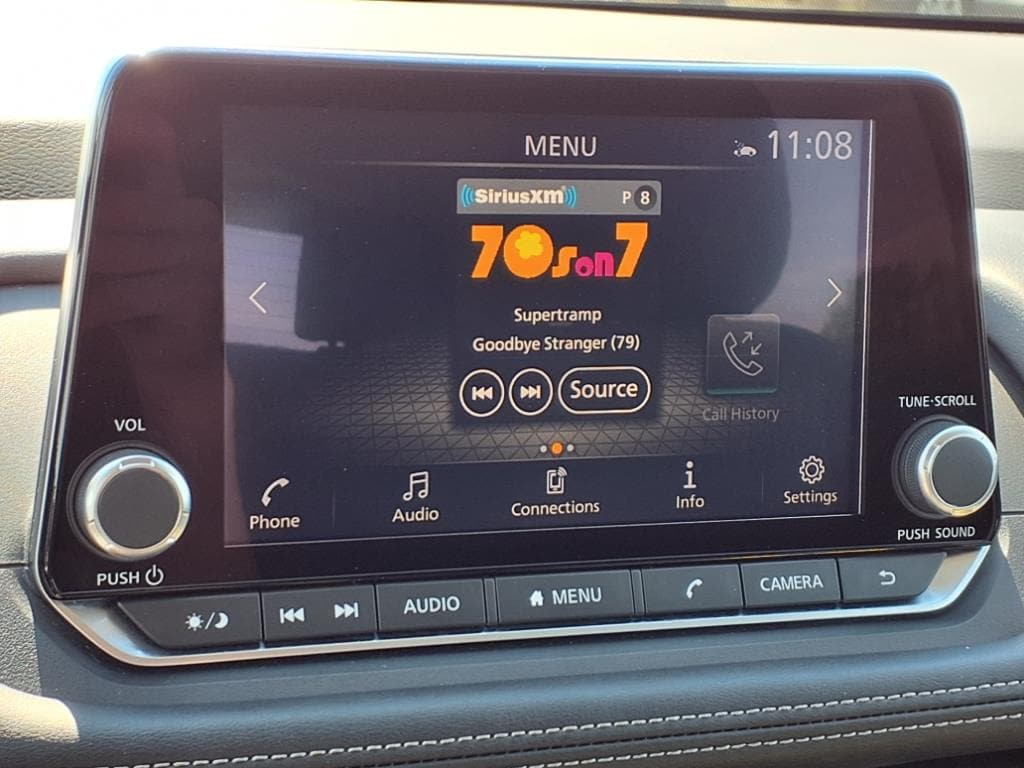 MENU
11:08
SiriusXM P 8
70s on 7
Supertramp
Goodbye Stranger (79)
Source
Call History
Phone Audio Connections Info Settings
VOL
PUSH
TUNE·SCROLL
PUSH SOUND
AUDIO MENU CAMERA